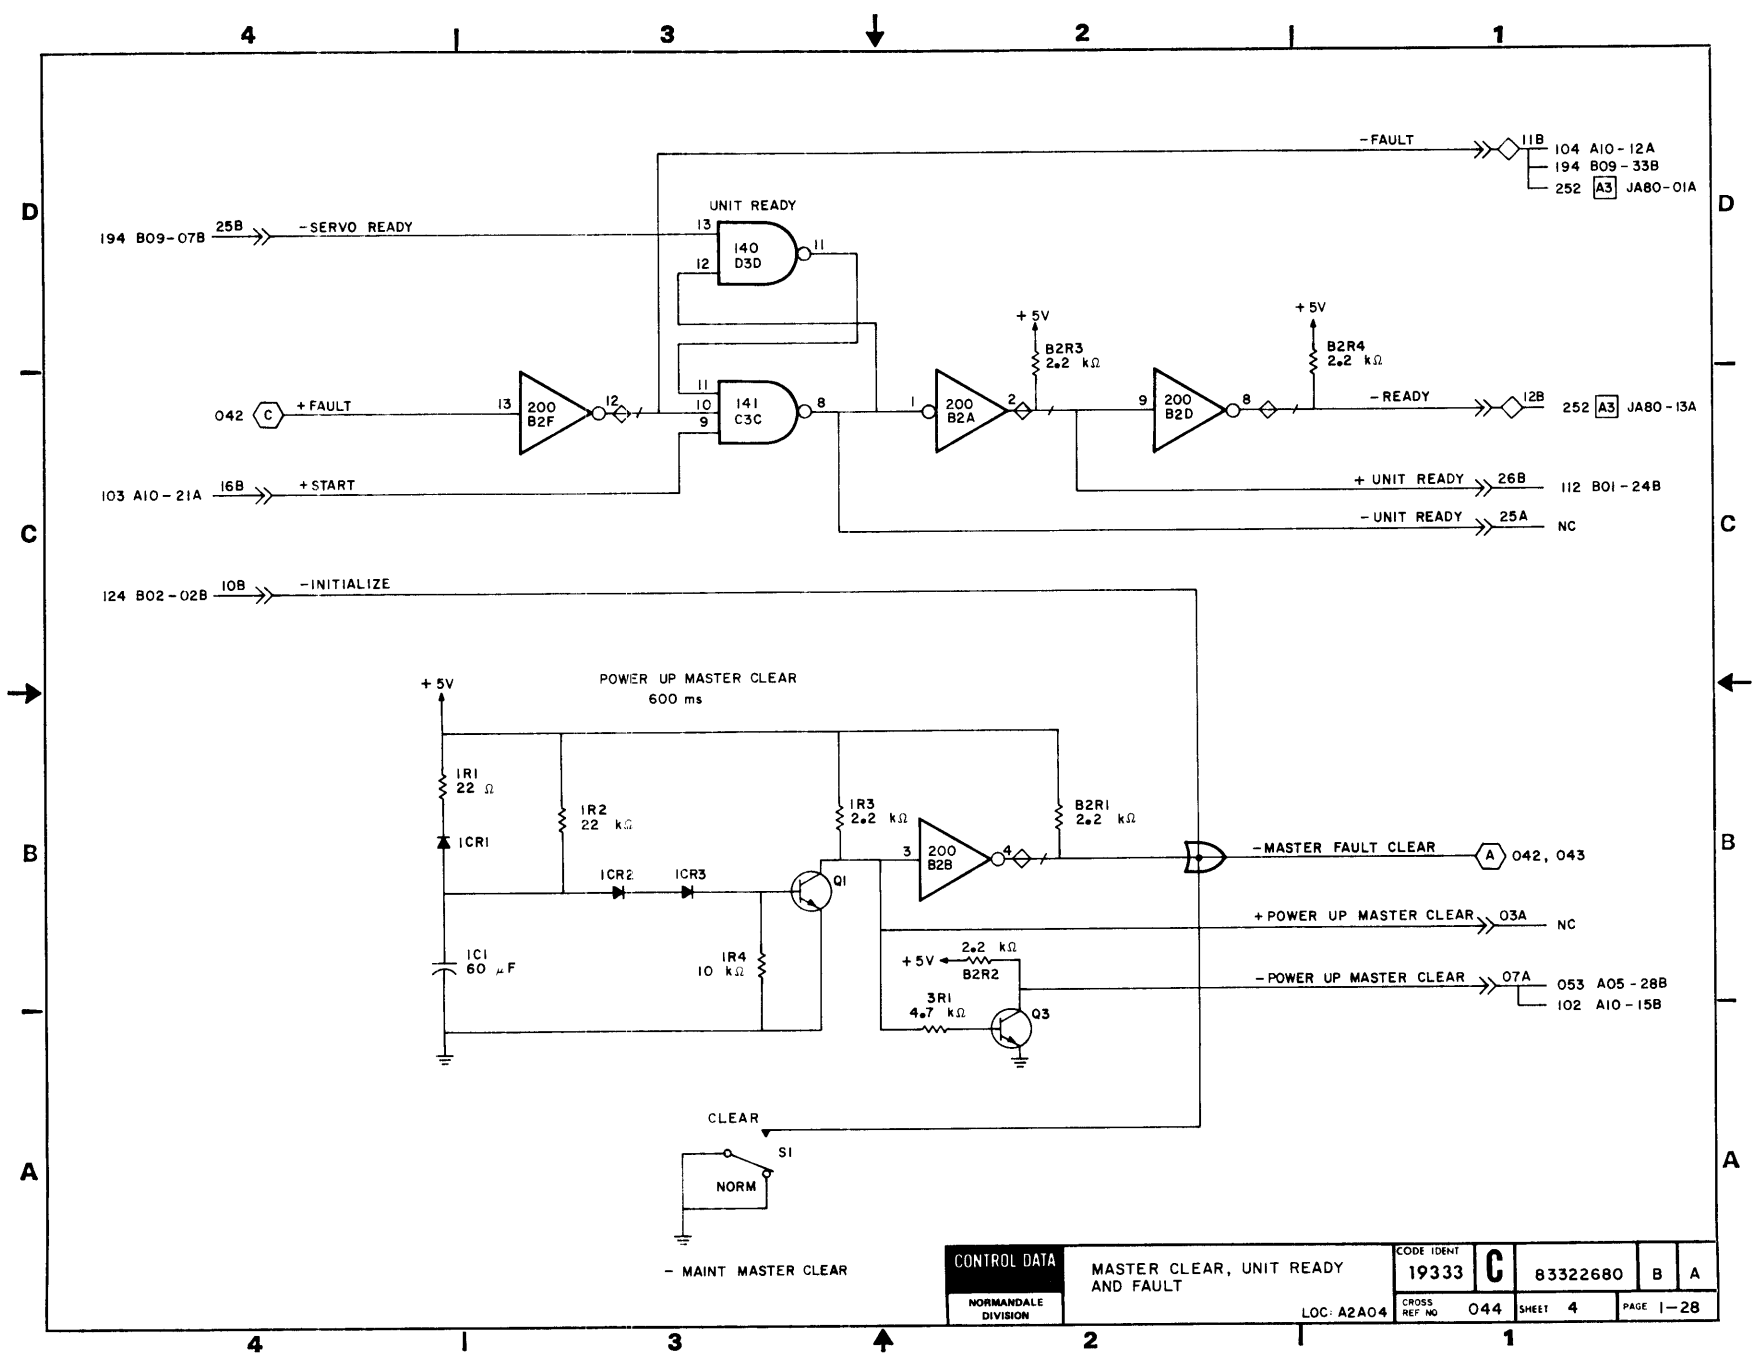 4 3 2 1
D
D
-FAULT
11B
104 A10-12A
194 B09-33B
252 A3 JA80-01A
UNIT READY
194 B09-07B 25B -SERVO READY
13
140
D3D
11
12
+5V
B2R3
2.2 kΩ
+5V
B2R4
2.2 kΩ
042 C +FAULT
13
200
B2F
12
11
10
9
141
C3C
8
1
200
B2A
2
9
200
B2D
8
-READY
12B
252 A3 JA80-13A
103 A10-21A 16B +START
+ UNIT READY 26B 112 B01-24B
-UNIT READY 25A NC
C
C
124 B02-02B 10B -INITIALIZE
+5V
POWER UP MASTER CLEAR
600 ms
1R1
22 Ω
1CR1
1R2
22 kΩ
1CR2
1CR3
1R3
2.2 kΩ
Q1
3
200
B2B
4
B2R1
2.2 kΩ
B
B
-MASTER FAULT CLEAR A 042, 043
+POWER UP MASTER CLEAR 03A NC
1C1
60 μF
1R4
10 kΩ
2.2 kΩ
+5V
B2R2
-POWER UP MASTER CLEAR 07A 053 A05-28B
102 A10-15B
3R1
4.7 kΩ
Q3
CLEAR
S1
NORM
A
A
- MAINT MASTER CLEAR
CONTROL DATA
NORMANDALE
DIVISION
MASTER CLEAR, UNIT READY
AND FAULT
LOC: A2A04
CODE IDENT
19333
C
83322680
B
A
CROSS
REF NO
044
SHEET 4
PAGE 1-28
4 3 2 1